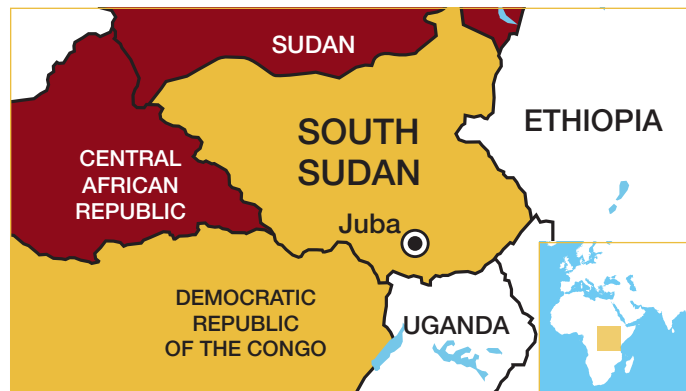 SUDAN
SOUTH
SUDAN
ETHIOPIA
CENTRAL
AFRICAN
REPUBLIC
Juba
DEMOCRATIC
REPUBLIC
OF THE CONGO
UGANDA